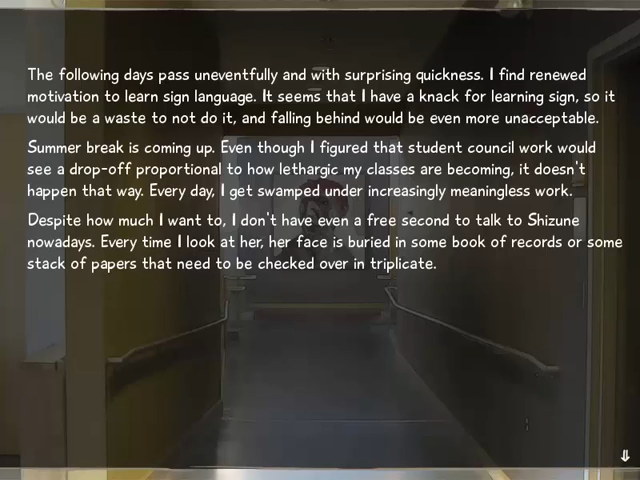 The following days pass uneventfully and with surprising quickness. I find renewed
motivation to learn sign language. It seems that I have a knack for learning sign, so it
would be a waste to not do it, and falling behind would be even more unacceptable.
Summer break is coming up. Even though I figured that student council work would
see a drop-off proportional to how lethargic my classes are becoming, it doesn't
happen that way. Every day, I get swamped under increasingly meaningless work.
Despite how much I want to, I don't have even a free second to talk to Shizune
nowadays. Every time I look at her, her face is buried in some book of records or some
stack of papers that need to be checked over in triplicate.